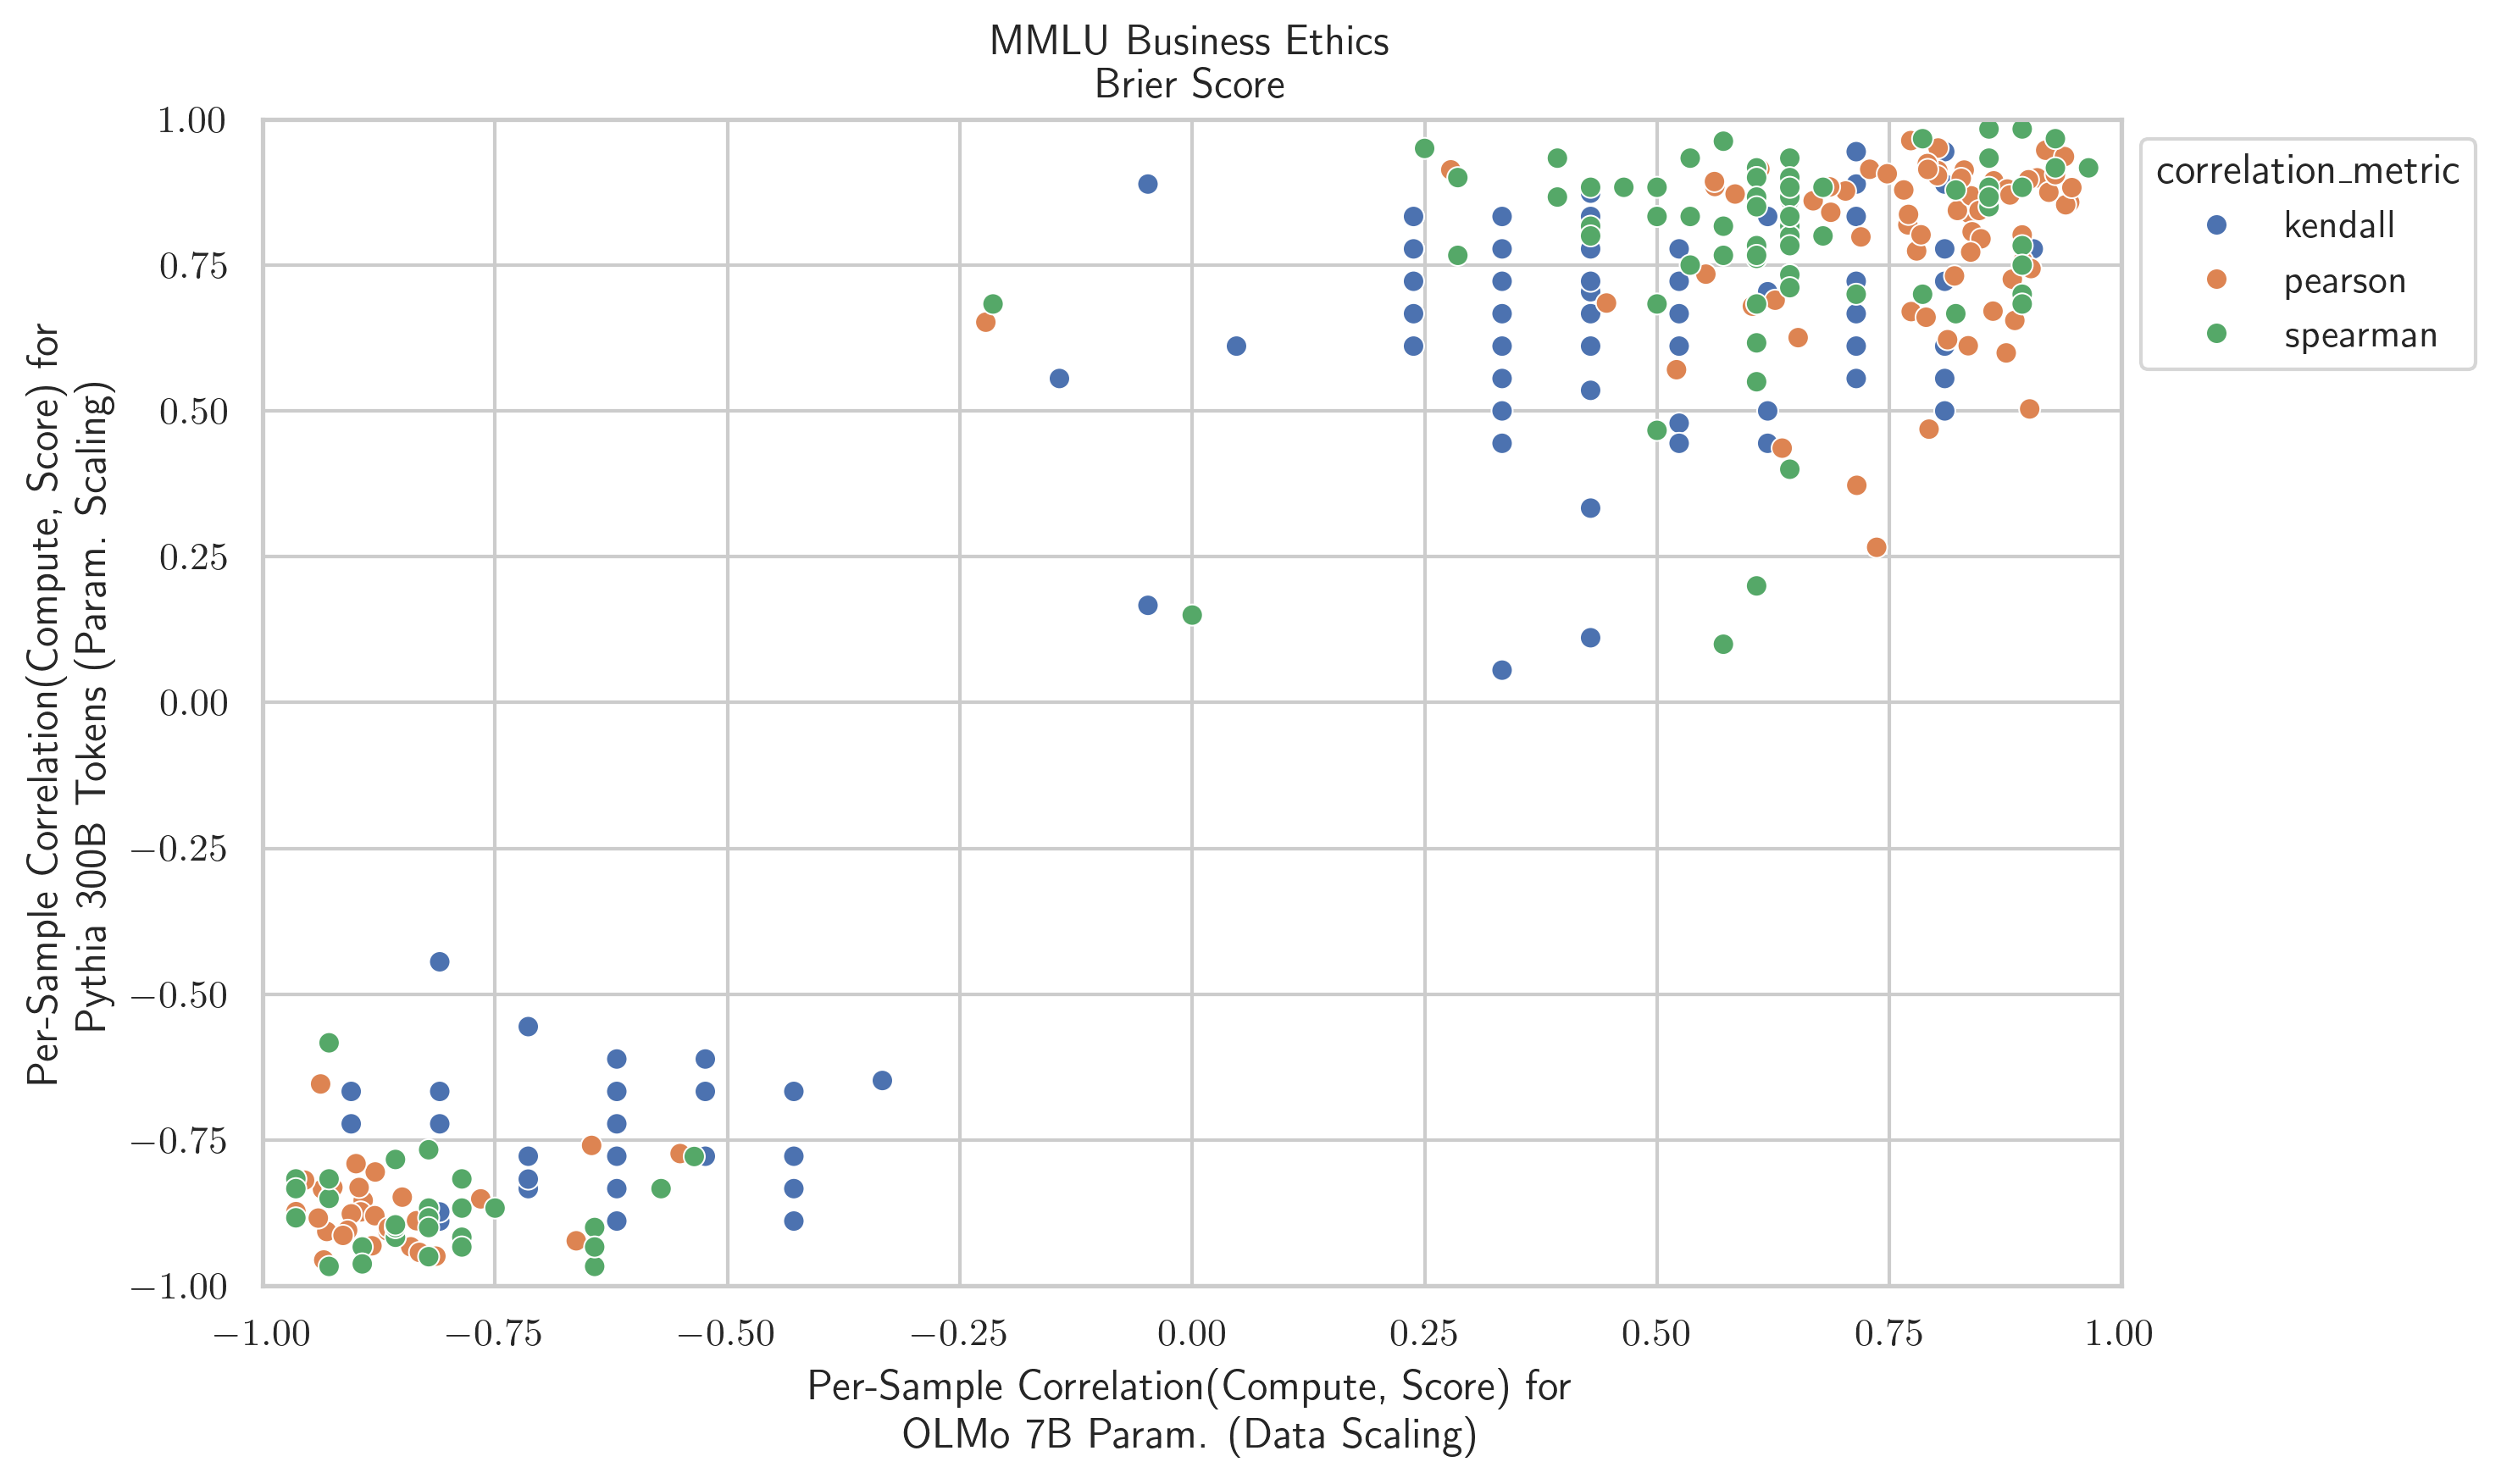 MMLU Business Ethics
Brier Score
Per-Sample Correlation(Compute, Score) for
Pythia 300B Tokens (Param. Scaling)
1.00
0.75
0.50
0.25
0.00
−0.25
−0.50
−0.75
−1.00
−1.00 −0.75 −0.50 −0.25 0.00 0.25 0.50 0.75 1.00
Per-Sample Correlation(Compute, Score) for
OLMo 7B Param. (Data Scaling)
correlation_metric
kendall
pearson
spearman